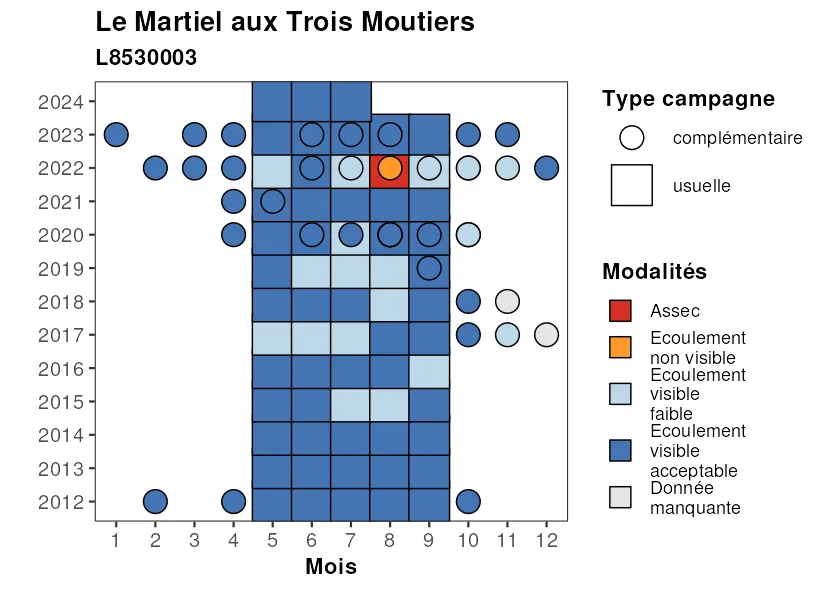 Le Martiel aux Trois Moutiers
L8530003
2024
2023
2022
2021
2020
2019
2018
2017
2016
2015
2014
2013
2012
1 2 3 4 5 6 7 8 9 10 11 12
Mois
Type campagne
complémentaire
usuelle
Modalités
Assec
Ecoulement
non visible
Ecoulement
visible
faible
Ecoulement
visible
acceptable
Donnée
manquante